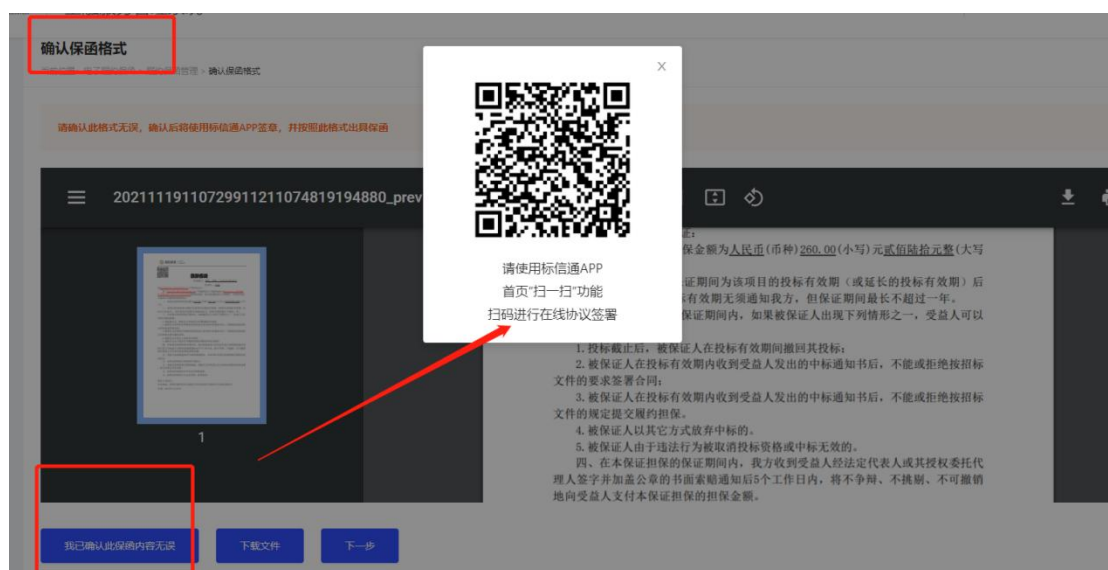 确认保函格式
管理 > 确认保函格式
请确认此格式无误，确认后将使用标信通APP签章，并按照此格式出具保函
20211119110729911211074819194880_prev
1
请使用标信通APP
首页"扫一扫"功能
扫码进行在线协议签署
保金额为人民币(币种)260.00(小写)元贰佰陆拾元整(大写
证期间为该项目的投标有效期（或延长的投标有效期）后
有效期无须通知我方，但保证期间最长不超过一年。
保证期间内，如果被保证人出现下列情形之一，受益人可以
1.投标截止后，被保证人在投标有效期间撤回其投标；
2.被保证人在投标有效期内收到受益人发出的中标通知书后，不能或拒绝按招标
文件的要求签署合同；
3.被保证人在投标有效期内收到受益人发出的中标通知书后，不能或拒绝按招标
文件的规定提交履约担保。
4.被保证人以其它方式放弃中标的。
5.被保证人由于违法行为被取消投标资格或中标无效的。
四、在本保证担保的保证期间内，我方收到受益人经法定代表人或其授权委托代
理人签字并加盖公章的书面索赔通知后5个工作日内，将不争辩、不挑剔、不可撤销
地向受益人支付本保证担保的担保金额。
我已确认此保函内容无误
下载文件
下一步